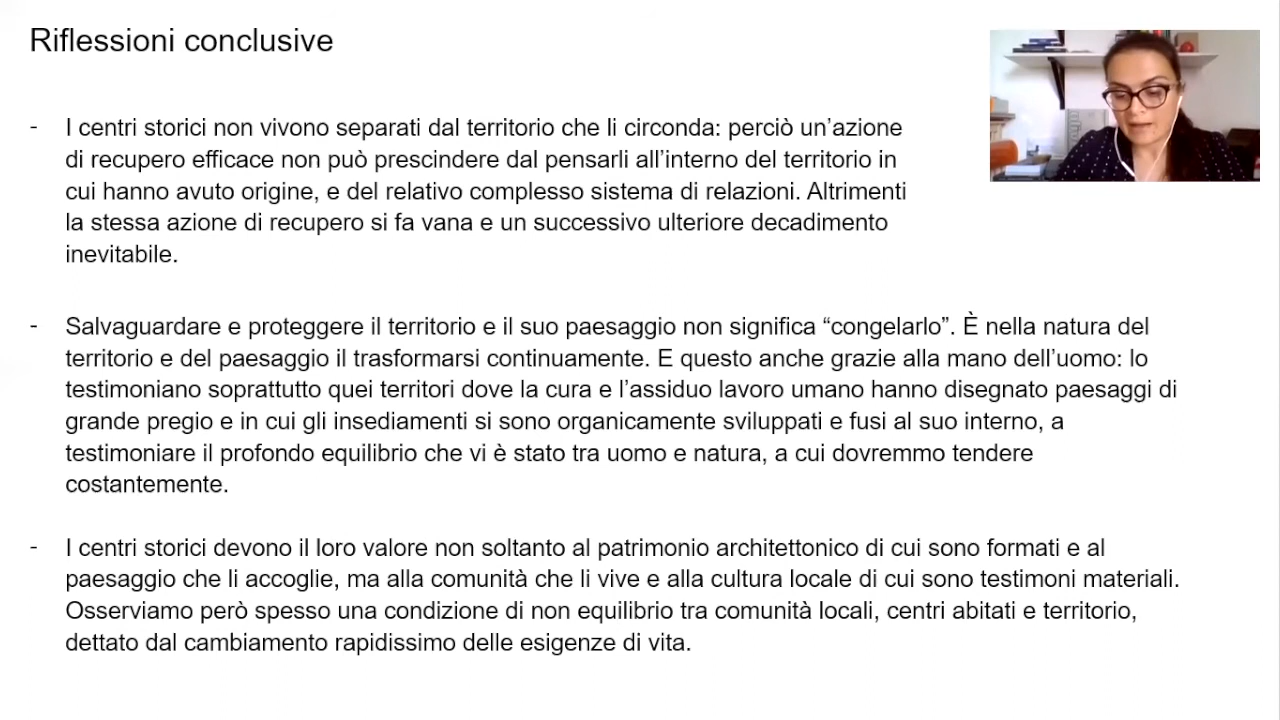 Riflessioni conclusive
- I centri storici non vivono separati dal territorio che li circonda: perciò un’azione
di recupero efficace non può prescindere dal pensarli all’interno del territorio in
cui hanno avuto origine, e del relativo complesso sistema di relazioni. Altrimenti
la stessa azione di recupero si fa vana e un successivo ulteriore decadimento
inevitabile.
- Salvaguardare e proteggere il territorio e il suo paesaggio non significa “congelarlo”. È nella natura del
territorio e del paesaggio il trasformarsi continuamente. E questo anche grazie alla mano dell’uomo: lo
testimoniano soprattutto quei territori dove la cura e l’assiduo lavoro umano hanno disegnato paesaggi di
grande pregio e in cui gli insediamenti si sono organicamente sviluppati e fusi al suo interno, a
testimoniare il profondo equilibrio che vi è stato tra uomo e natura, a cui dovremmo tendere
costantemente.
- I centri storici devono il loro valore non soltanto al patrimonio architettonico di cui sono formati e al
paesaggio che li accoglie, ma alla comunità che li vive e alla cultura locale di cui sono testimoni materiali.
Osserviamo però spesso una condizione di non equilibrio tra comunità locali, centri abitati e territorio,
dettato dal cambiamento rapidissimo delle esigenze di vita.